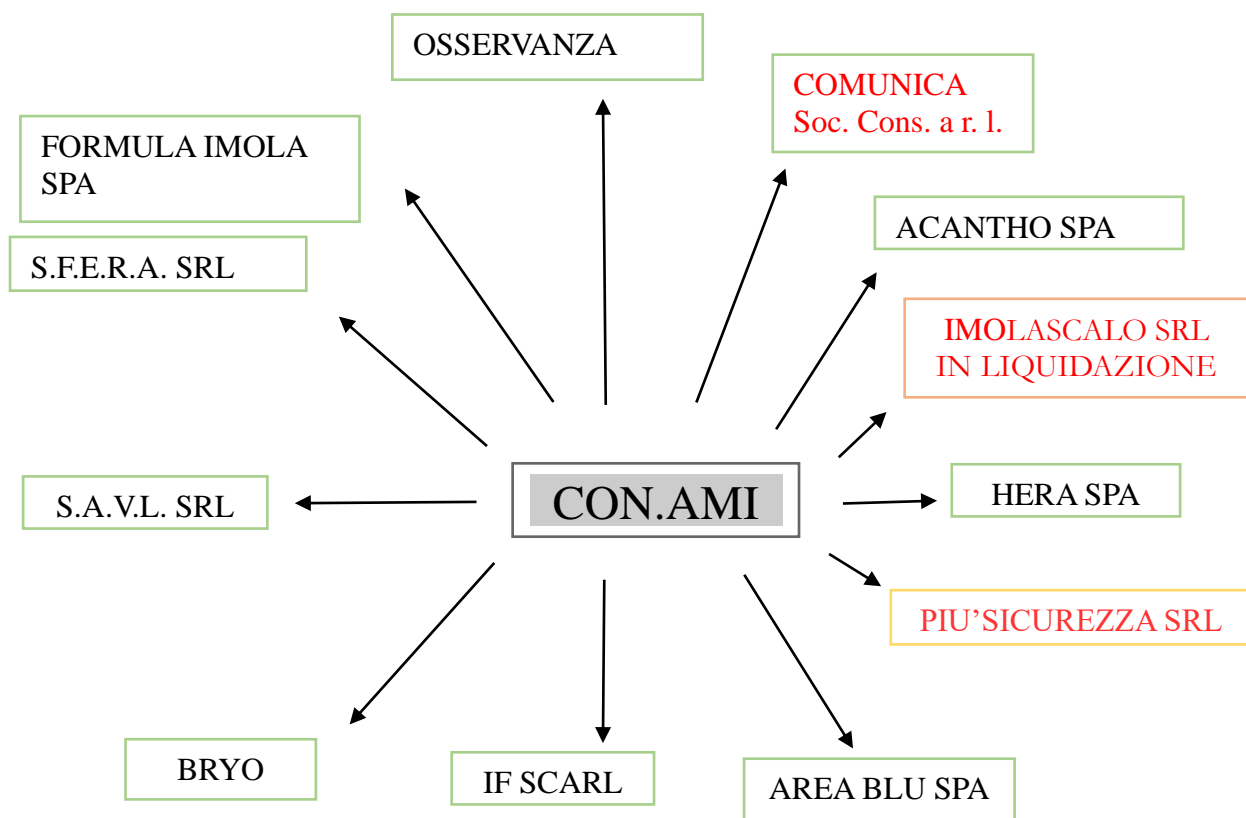 OSSERVANZA
COMUNICA
Soc. Cons. a r. l.
FORMULA IMOLA
SPA
ACANTHO SPA
S.F.E.R.A. SRL
IMOLASCALO SRL
IN LIQUIDAZIONE
S.A.V.L. SRL
CON.AMI
HERA SPA
PIU’SICUREZZA SRL
BRYO
IF SCARL
AREA BLU SPA